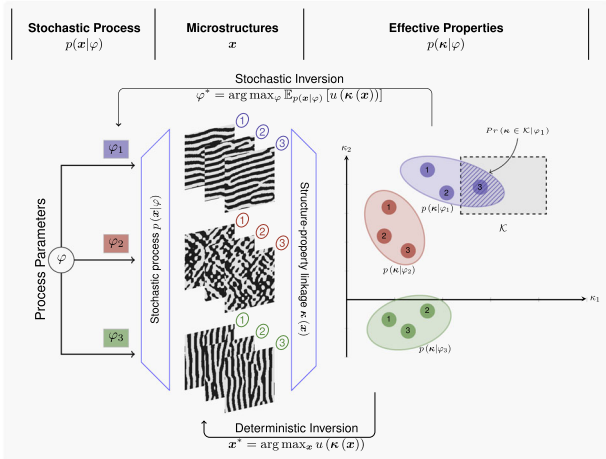 Stochastic Process
p(x|φ)
Microstructures
x
Effective Properties
p(κ|φ)
Stochastic Inversion
φ* = arg max_φ 𝔼_p(x|φ) [u (κ (x))]
Process Parameters
φ
φ₁
φ₂
φ₃
Stochastic process p (x|φ)
1
2
3
1
2
3
1
2
3
Structure-property linkage κ (x)
κ₂
κ₁
Pr (κ ∈ 𝒦|φ₁)
1
2
3
p (κ|φ₁)
𝒦
1
2
3
p (κ|φ₂)
1
2
3
p (κ|φ₃)
Deterministic Inversion
x* = arg max_x u (κ (x))